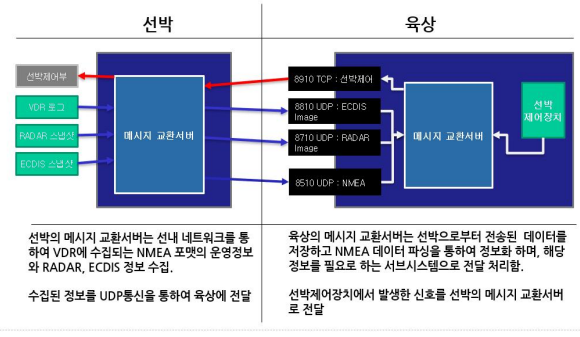 선박
육상
선박제어부
VDR 로그
RADAR 스냅샷
ECDIS 스냅샷
메시지 교환서버
8910 TCP : 선박제어
8810 UDP : ECDIS
Image
8710 UDP : RADAR
Image
8510 UDP : NMEA
메시지 교환서버
선박
제어장치
선박의 메시지 교환서버는 선내 네트워크를 통
하여 VDR에 수집되는 NMEA 포맷의 운영정보
와 RADAR, ECDIS 정보 수집.
수집된 정보를 UDP통신을 통하여 육상에 전달
육상의 메시지 교환서버는 선박으로부터 전송된 데이터를
저장하고 NMEA 데이터 파싱을 통하여 정보화 하며, 해당
정보를 필요로 하는 서브시스템으로 전달 처리함.
선박제어장치에서 발생한 신호를 선박의 메시지 교환서버
로 전달